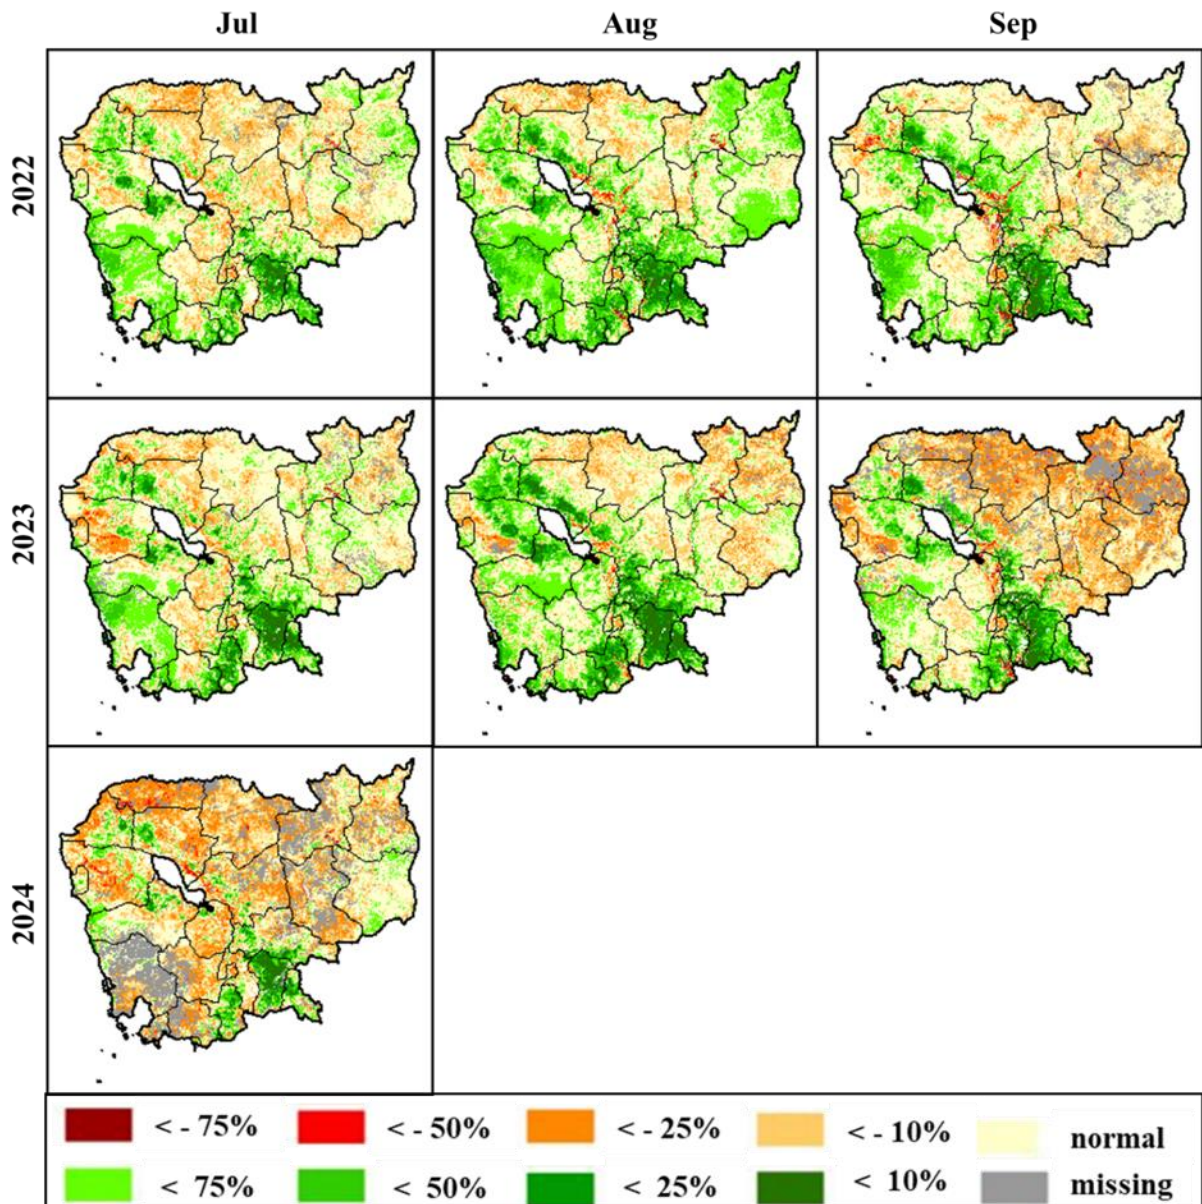 Jul Aug Sep
2022
2023
2024
< - 75% < - 50% < - 25% < - 10% normal
< 75% < 50% < 25% < 10% missing